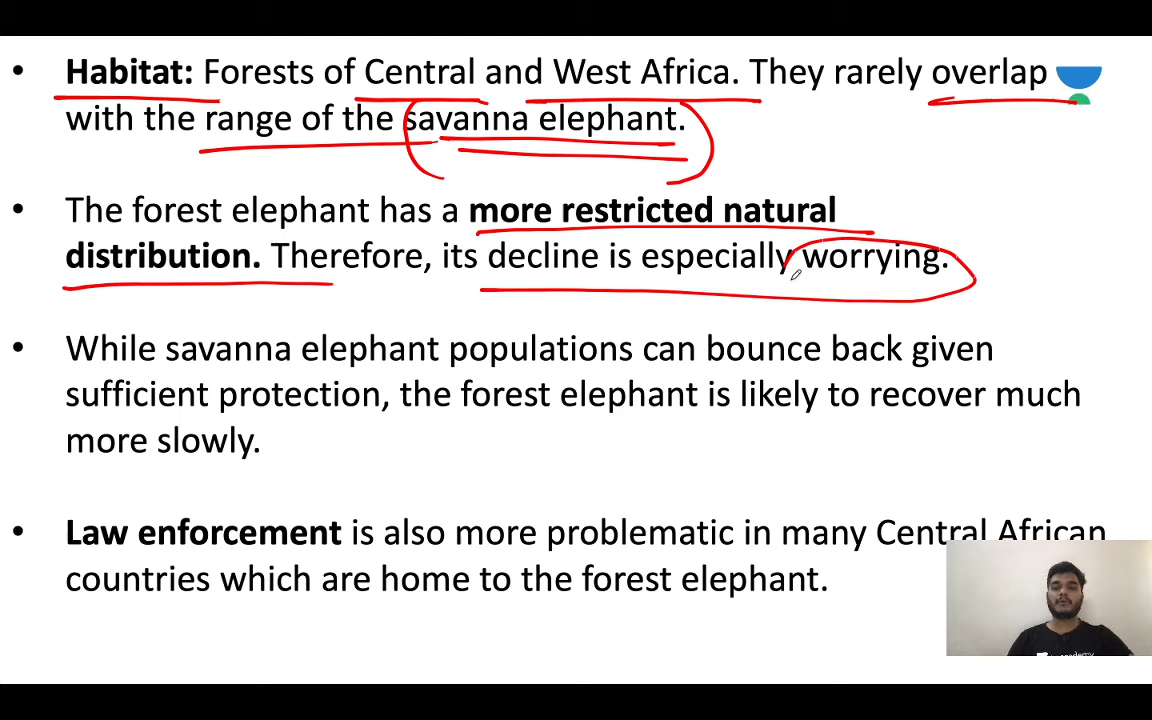 • Habitat: Forests of Central and West Africa. They rarely overlap
with the range of the savanna elephant.
• The forest elephant has a more restricted natural
distribution. Therefore, its decline is especially worrying.
• While savanna elephant populations can bounce back given
sufficient protection, the forest elephant is likely to recover much
more slowly.
• Law enforcement is also more problematic in many Central African
countries which are home to the forest elephant.